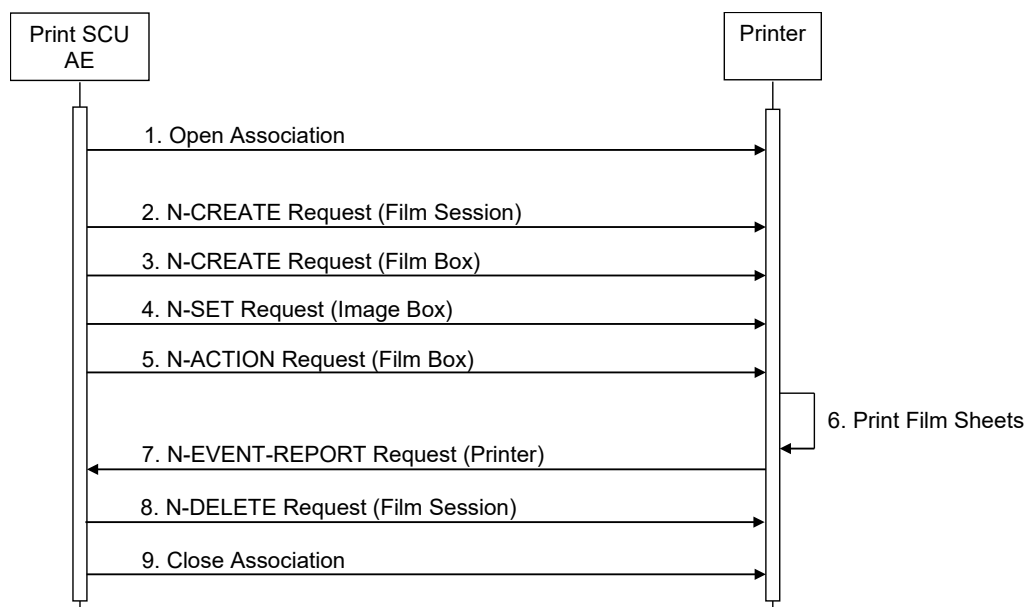 Print SCU
AE
Printer
1. Open Association
2. N-CREATE Request (Film Session)
3. N-CREATE Request (Film Box)
4. N-SET Request (Image Box)
5. N-ACTION Request (Film Box)
6. Print Film Sheets
7. N-EVENT-REPORT Request (Printer)
8. N-DELETE Request (Film Session)
9. Close Association